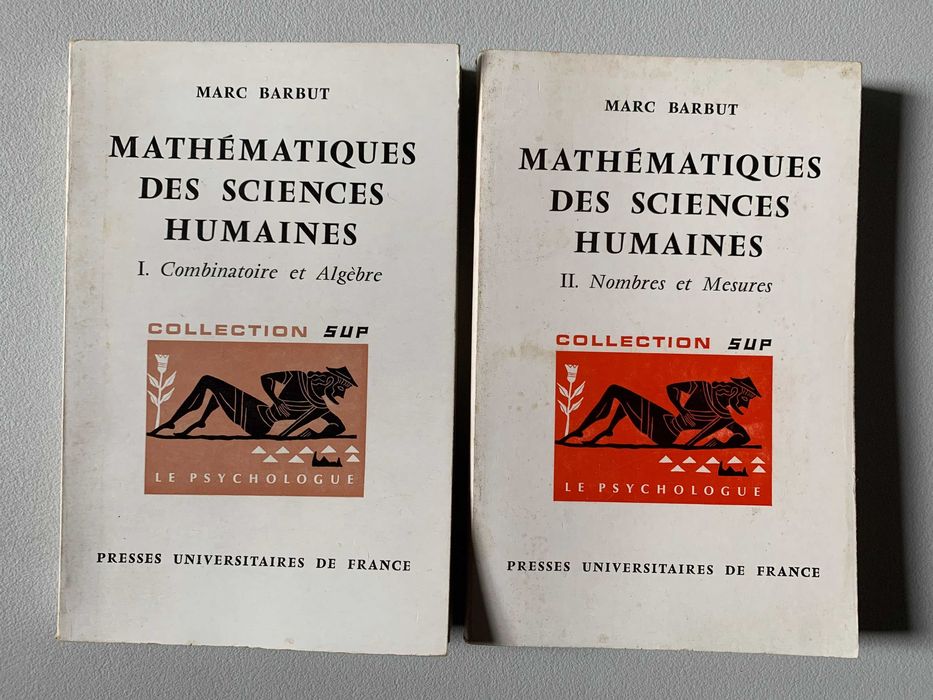 MARC BARBUT
MATHÉMATIQUES
DES SCIENCES
HUMAINES
I. Combinatoire et Algèbre
COLLECTION SUP
LE PSYCHOLOGUE
PRESSES UNIVERSITAIRES DE FRANCE
MARC BARBUT
MATHÉMATIQUES
DES SCIENCES
HUMAINES
II. Nombres et Mesures
COLLECTION SUP
LE PSYCHOLOGUE
PRESSES UNIVERSITAIRES DE FRANCE